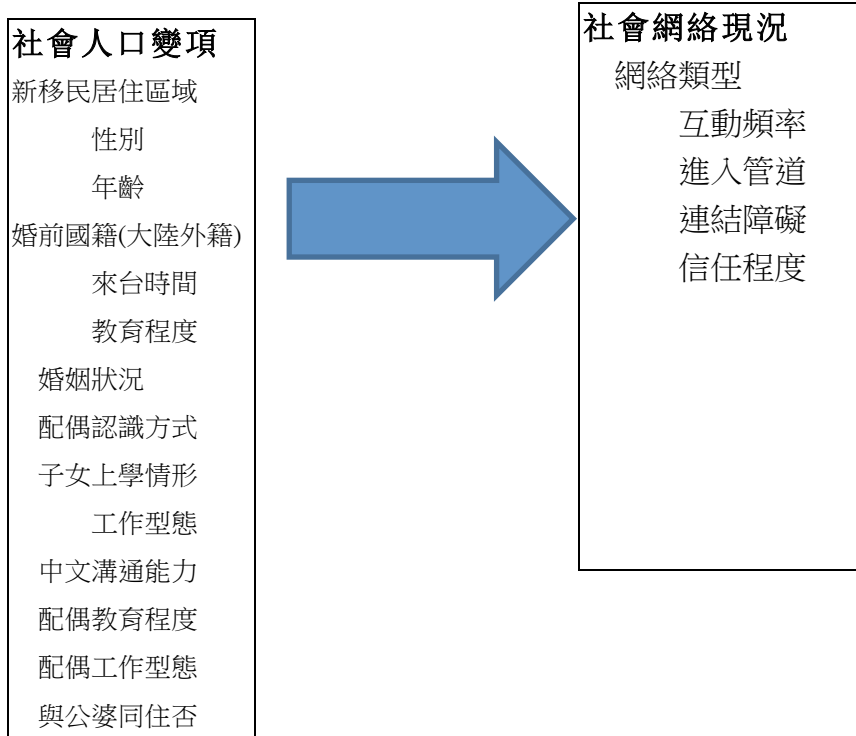 社會人口變項
新移民居住區域
性別
年齡
婚前國籍(大陸外籍)
來台時間
教育程度
婚姻狀況
配偶認識方式
子女上學情形
工作型態
中文溝通能力
配偶教育程度
配偶工作型態
與公婆同住否
社會網絡現況
網絡類型
互動頻率
進入管道
連結障礙
信任程度